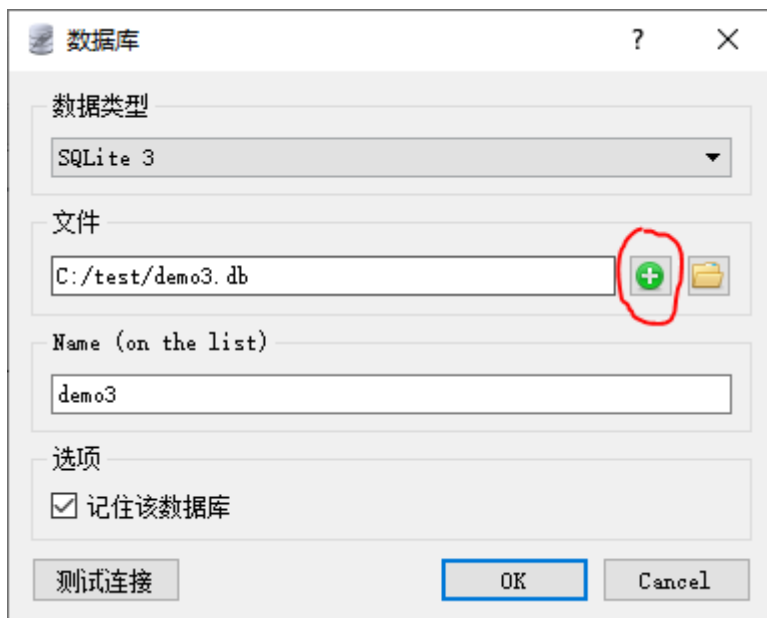 数据库
数据类型
SQLite 3
文件
C:/test/demo3.db
Name (on the list)
demo3
选项
记住该数据库
测试连接 OK Cancel